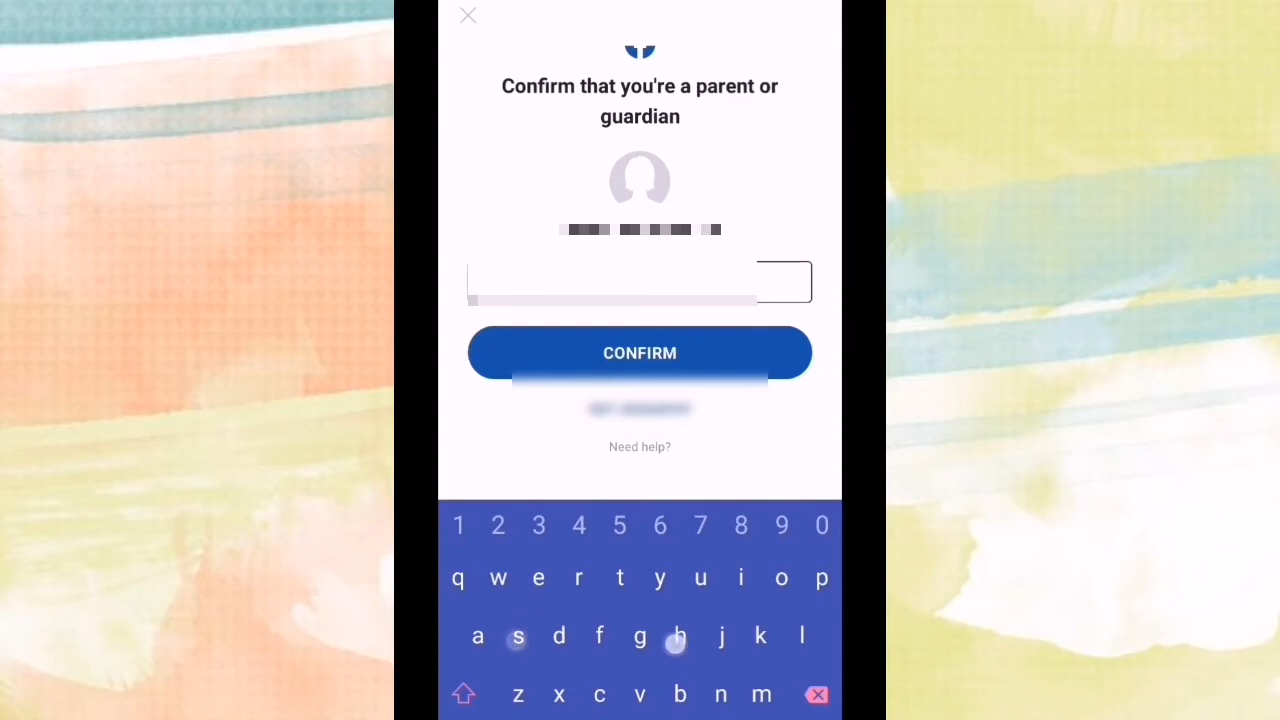 Confirm that you're a parent or
guardian
CONFIRM
Need help?
1 2 3 4 5 6 7 8 9 0
q w e r t y u i o p
a s d f g h j k l
z x c v b n m